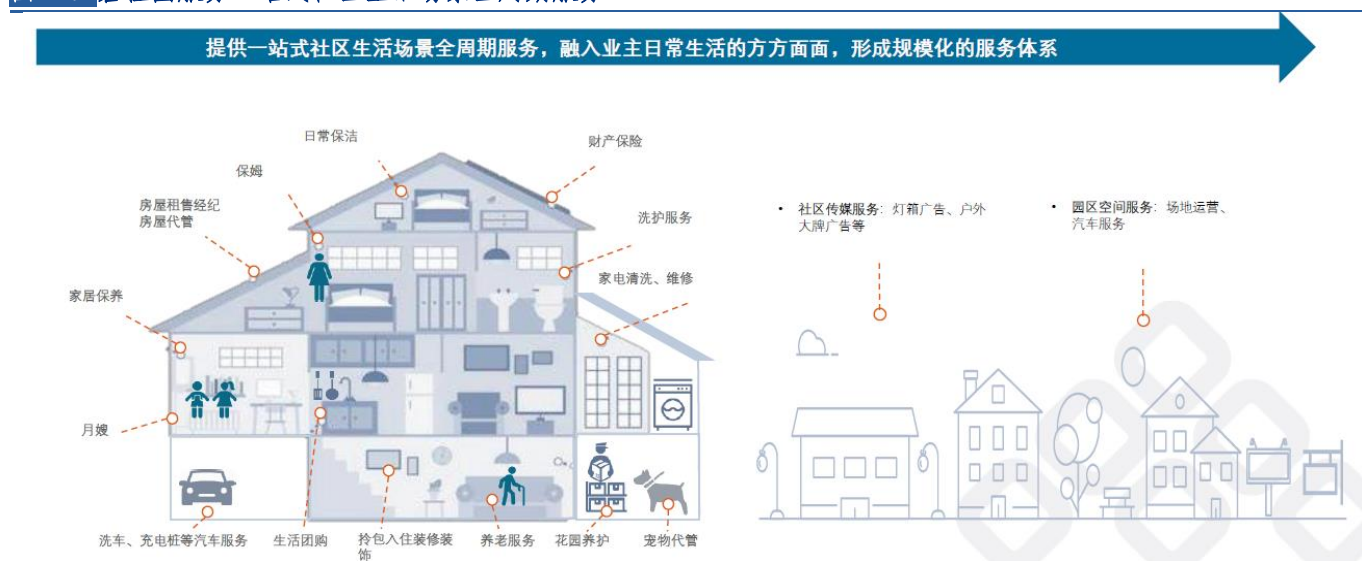 提供一站式社区生活场景全周期服务，融入业主日常生活的方方面面，形成规模化的服务体系
日常保洁
财产保险
保姆
房屋租售经纪
房屋代管
洗护服务
家电清洗、维修
家居保养
月嫂
洗车、充电桩等汽车服务
生活团购
拎包入住装修装
饰
养老服务
花园养护
宠物代管
• 社区传媒服务：灯箱广告、户外
大牌广告等
• 园区空间服务：场地运营、
汽车服务